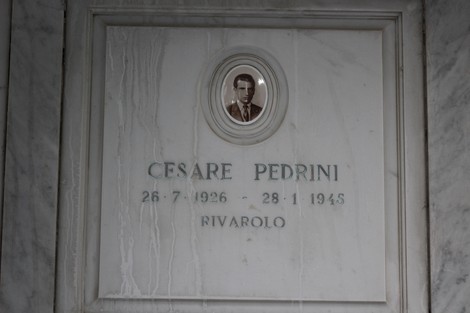 CESARE PEDRINI
26-7-1926 - 28-1 1945
RIVAROLO